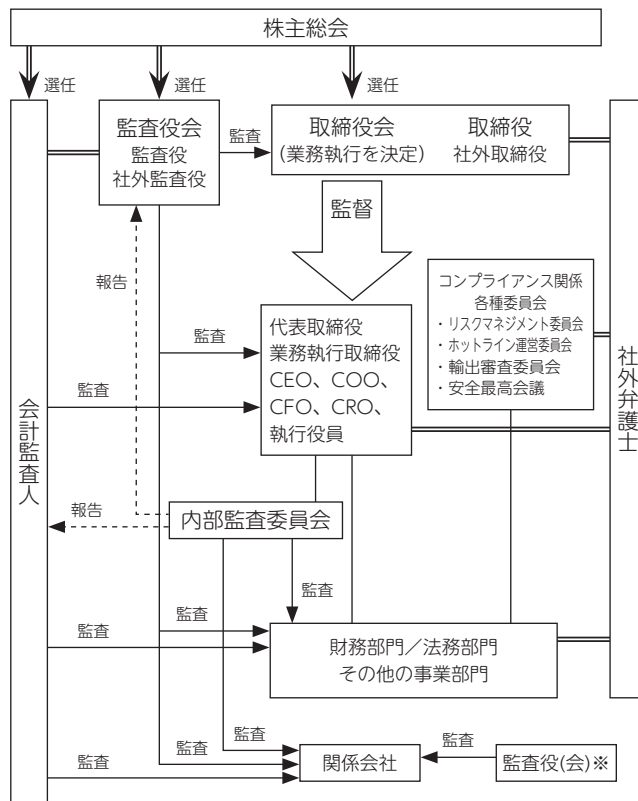 株主総会
選任
選任
選任
監査役会
監査役
社外監査役
監査
取締役会
(業務執行を決定)
取締役
社外取締役
監督
報告
コンプライアンス関係
各種委員会
・リスクマネジメント委員会
・ホットライン運営委員会
・輸出審査委員会
・安全最高会議
社外弁護士
監査
代表取締役
業務執行取締役
CEO、COO、
CFO、CRO、
執行役員
監査
会計監査人
報告
内部監査委員会
監査
監査
監査
財務部門／法務部門
その他の事業部門
監査
監査
監査
関係会社
監査
監査役(会)※